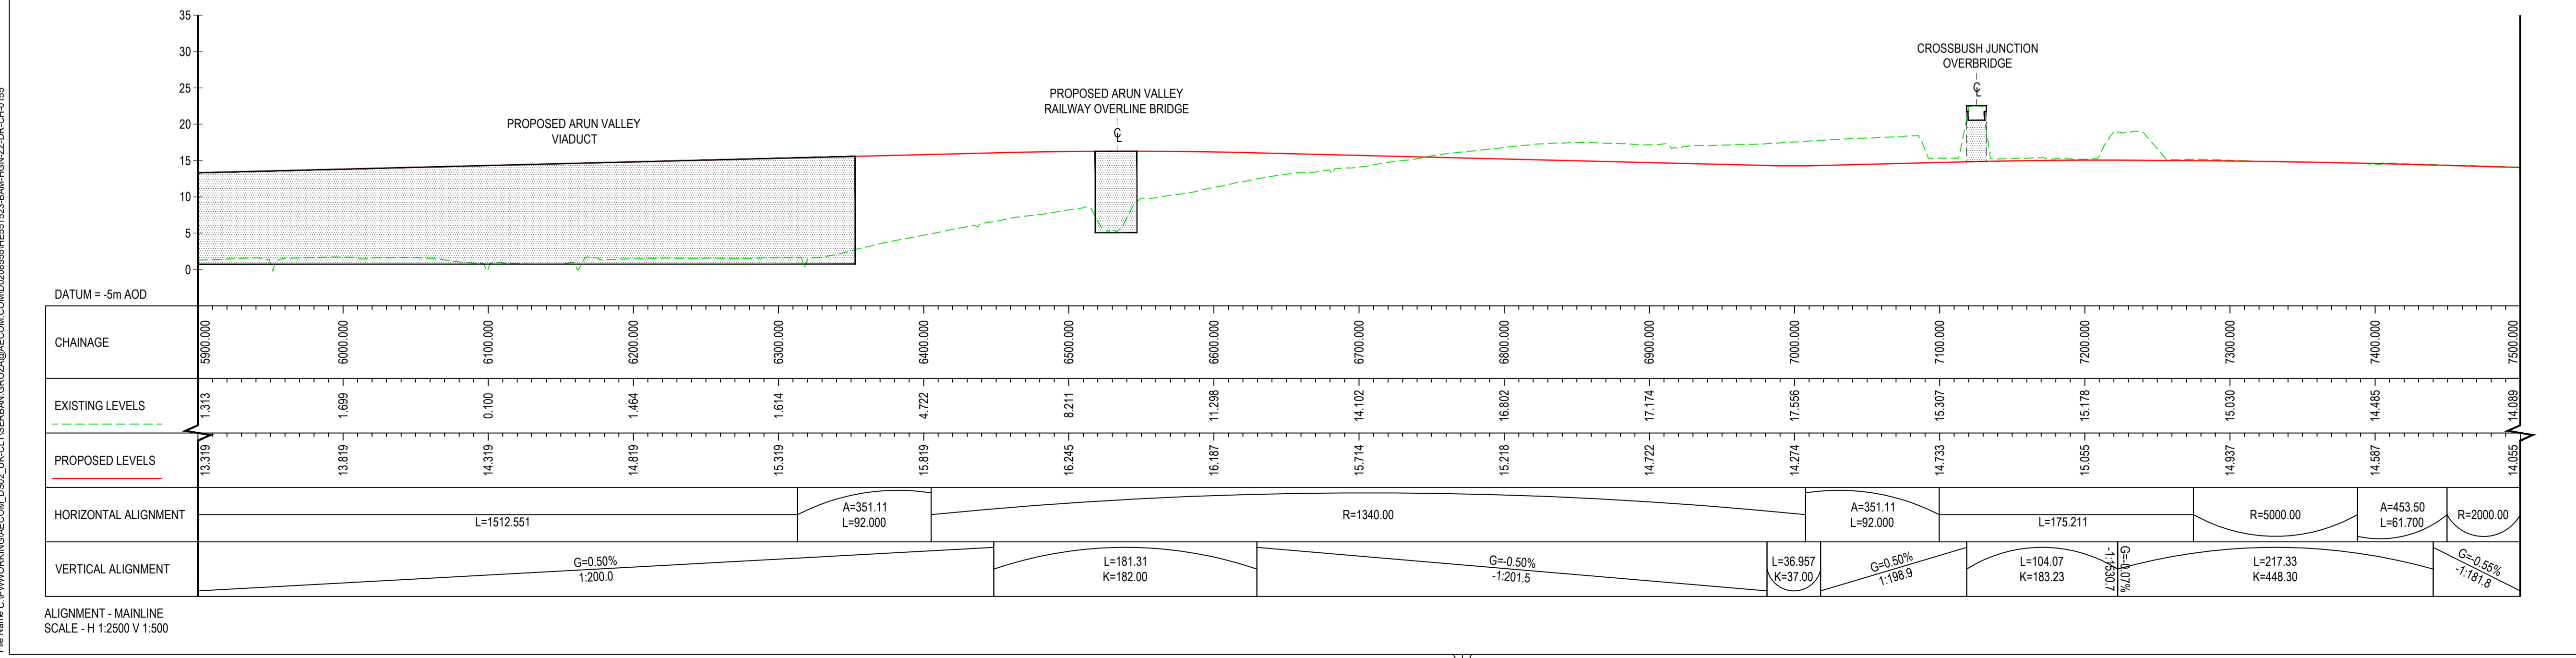 35
30
25
20
15
10
5
0
PROPOSED ARUN VALLEY
VIADUCT
PROPOSED ARUN VALLEY
RAILWAY OVERLINE BRIDGE
CL
CROSSBUSH JUNCTION
OVERBRIDGE
CL
DATUM = -5m AOD
CHAINAGE
5900.000 6000.000 6100.000 6200.000 6300.000 6400.000 6500.000 6600.000 6700.000 6800.000 6900.000 7000.000 7100.000 7200.000 7300.000 7400.000 7500.000
EXISTING LEVELS
1.313 1.699 0.100 1.464 1.614 4.722 8.211 11.298 14.102 16.802 17.174 17.556 15.307 15.178 15.030 14.485 14.089
PROPOSED LEVELS
13.319 13.819 14.319 14.819 15.319 15.819 16.245 16.187 15.714 15.218 14.722 14.274 14.733 15.055 14.937 14.587 14.055
HORIZONTAL ALIGNMENT
L=1512.551
A=351.11
L=92.000
R=1340.00
A=351.11
L=92.000
L=175.211
R=5000.00
A=453.50
L=61.700
R=2000.00
VERTICAL ALIGNMENT
G=0.50%
1:200.0
L=181.31
K=182.00
G=-0.50%
-1:201.5
L=36.957
K=37.00
G=0.50%
1:198.9
L=104.07
K=183.23
G=-0.07%
-1:1530.7
L=217.33
K=448.30
G=-0.55%
-1:181.8
ALIGNMENT - MAINLINE
SCALE - H 1:2500 V 1:500